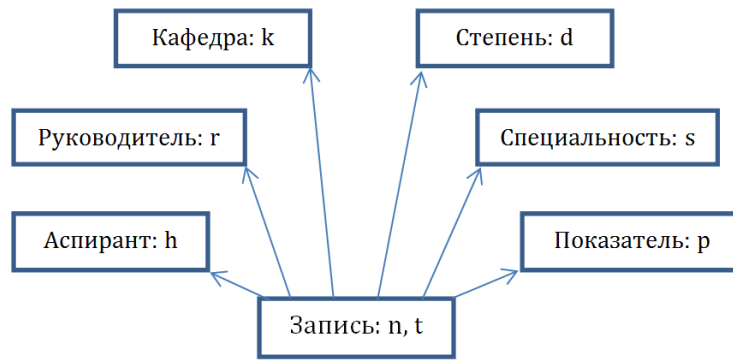 Кафедра: k
Степень: d
Руководитель: r
Специальность: s
Аспирант: h
Показатель: p
Запись: n, t